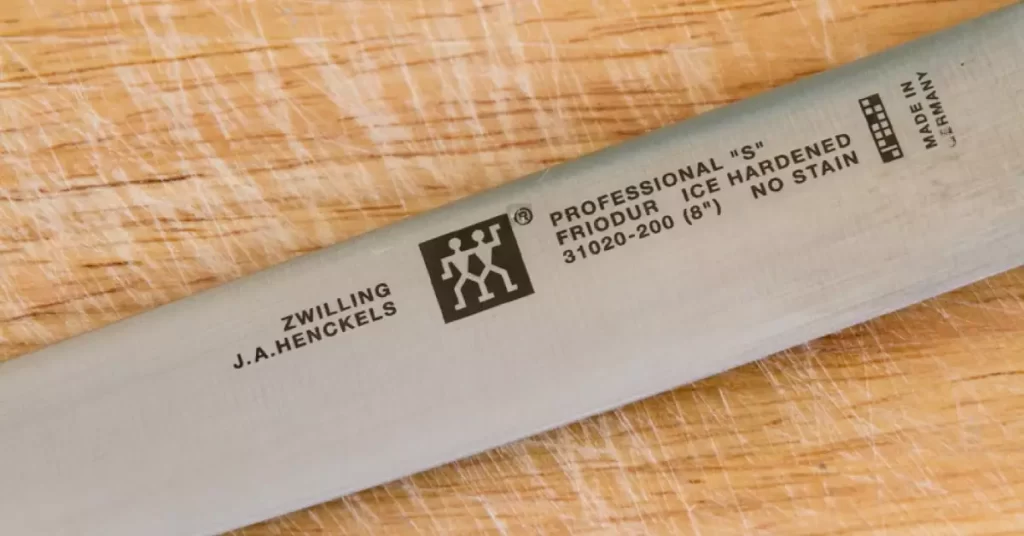 ZWILLING
J.A.HENCKELS
®
PROFESSIONAL "S"
FRIODUR ICE HARDENED
31020-200 (8") NO STAIN
MADE IN
GERMANY